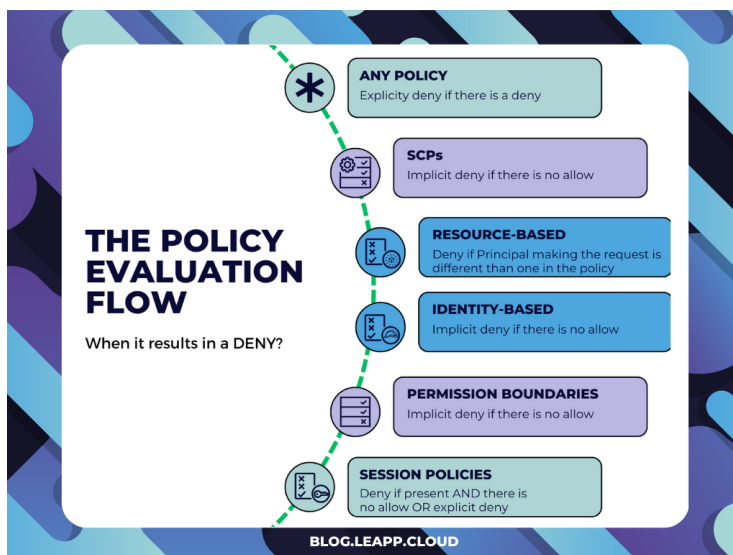 THE POLICY
EVALUATION
FLOW
When it results in a DENY?
ANY POLICY
Explicity deny if there is a deny
SCPs
Implicit deny if there is no allow
RESOURCE-BASED
Deny if Principal making the request is
different than one in the policy
IDENTITY-BASED
Implicit deny if there is no allow
PERMISSION BOUNDARIES
Implicit deny if there is no allow
SESSION POLICIES
Deny if present AND there is
no allow OR explicit deny
BLOG.LEAPP.CLOUD